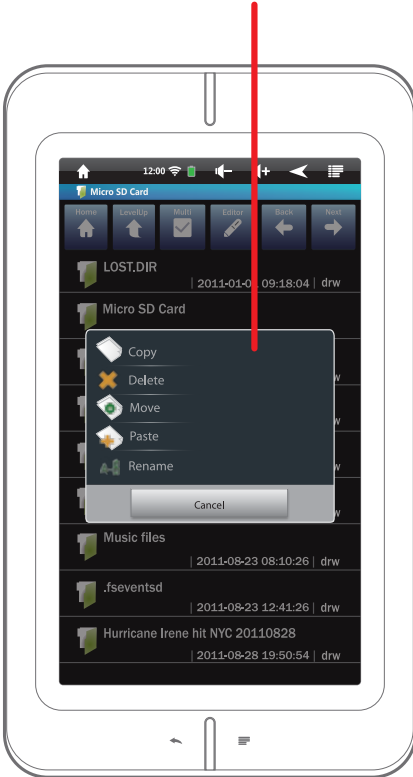 12:00
Micro SD Card
Home LevelUp Multi Editor Back Next
LOST.DIR
| 2011-01-01 09:18:04 | drw
Micro SD Card
Copy
Delete
Move
Paste
Rename
Cancel
Music files
| 2011-08-23 08:10:26 | drw
.fseventsd
| 2011-08-23 12:41:26 | drw
Hurricane Irene hit NYC 20110828
| 2011-08-28 19:50:54 | drw